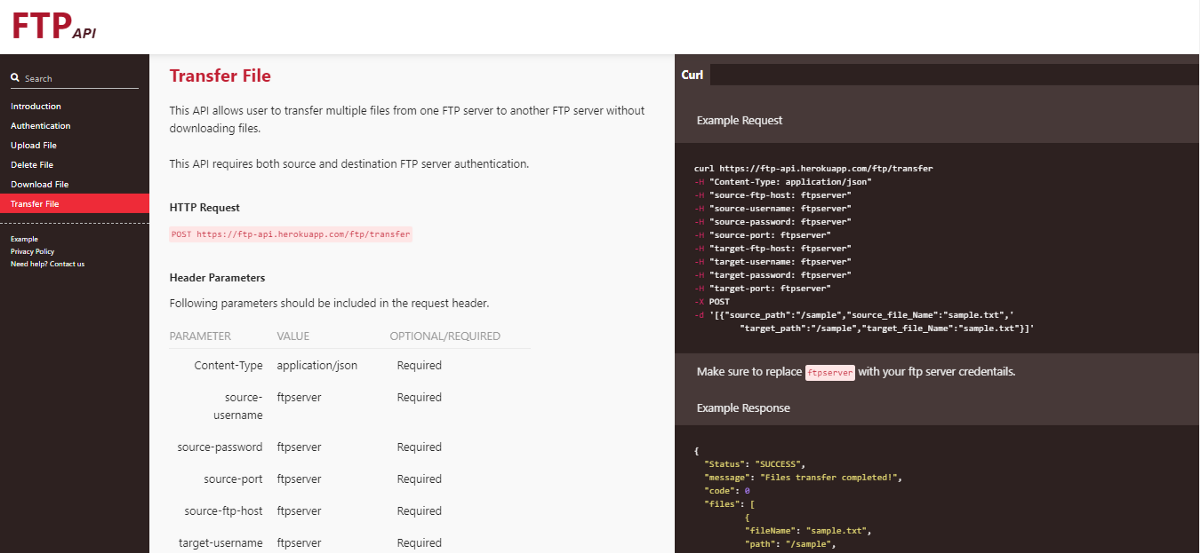 FTP API
Search
Introduction
Authentication
Upload File
Delete File
Download File
Transfer File
Example
Privacy Policy
Need help? Contact us
Transfer File
This API allows user to transfer multiple files from one FTP server to another FTP server without
downloading files.
This API requires both source and destination FTP server authentication.
HTTP Request
POST https://ftp-api.herokuapp.com/ftp/transfer
Header Parameters
Following parameters should be included in the request header.
PARAMETER VALUE OPTIONAL/REQUIRED
Content-Type application/json Required
source-
username ftpserver Required
source-password ftpserver Required
source-port ftpserver Required
source-ftp-host ftpserver Required
target-username ftpserver Required
Curl
Example Request
curl https://ftp-api.herokuapp.com/ftp/transfer
-H "Content-Type: application/json"
-H "source-ftp-host: ftpserver"
-H "source-username: ftpserver"
-H "source-password: ftpserver"
-H "source-port: ftpserver"
-H "target-ftp-host: ftpserver"
-H "target-username: ftpserver"
-H "target-password: ftpserver"
-H "target-port: ftpserver"
-X POST
-d '[{"source_path":"/sample","source_file_Name":"sample.txt",'
"target_path":"/sample","target_file_Name":"sample.txt"}]'
Make sure to replace ftpserver with your ftp server credentails.
Example Response
{
"Status": "SUCCESS",
"message": "Files transfer completed!",
"code": 0
"files": [
{
"fileName": "sample.txt",
"path": "/sample",